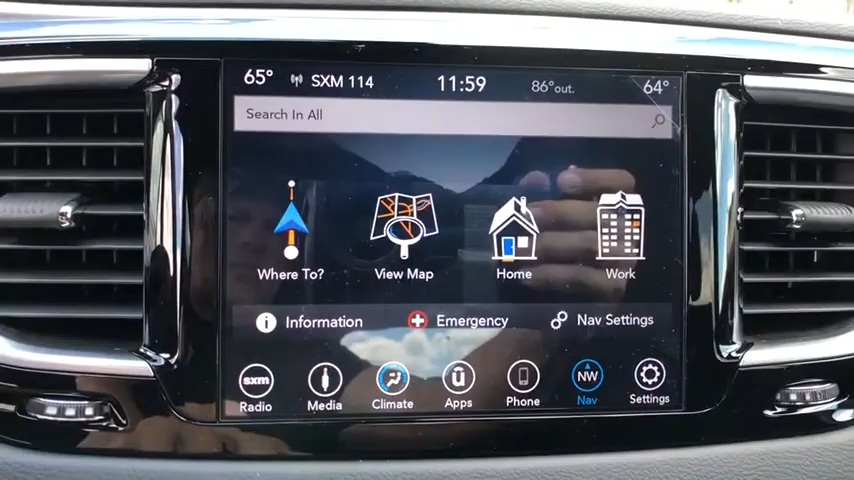 65° SXM 114 11:59 86°out. 64°
Search In All
Where To? View Map Home Work
Information Emergency Nav Settings
sxm U NW
Radio Media Climate Apps Phone Nav Settings